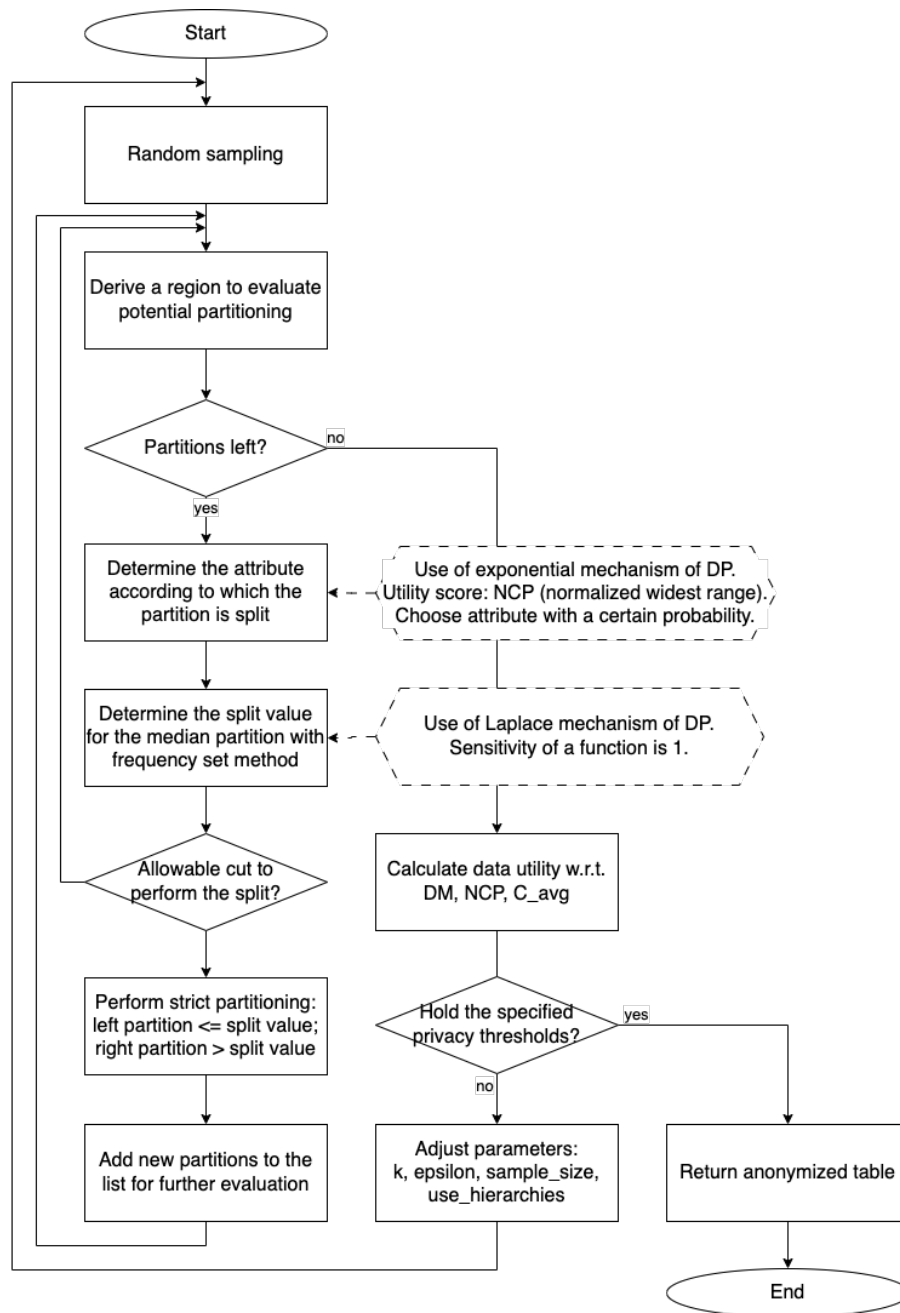 Start
Random sampling
Derive a region to evaluate
potential partitioning
Partitions left?
no
yes
Determine the attribute
according to which the
partition is split
Use of exponential mechanism of DP.
Utility score: NCP (normalized widest range).
Choose attribute with a certain probability.
Determine the split value
for the median partition with
frequency set method
Use of Laplace mechanism of DP.
Sensitivity of a function is 1.
Allowable cut to
perform the split?
Calculate data utility w.r.t.
DM, NCP, C_avg
Perform strict partitioning:
left partition <= split value;
right partition > split value
Hold the specified
privacy thresholds?
yes
no
Add new partitions to the
list for further evaluation
Adjust parameters:
k, epsilon, sample_size,
use_hierarchies
Return anonymized table
End